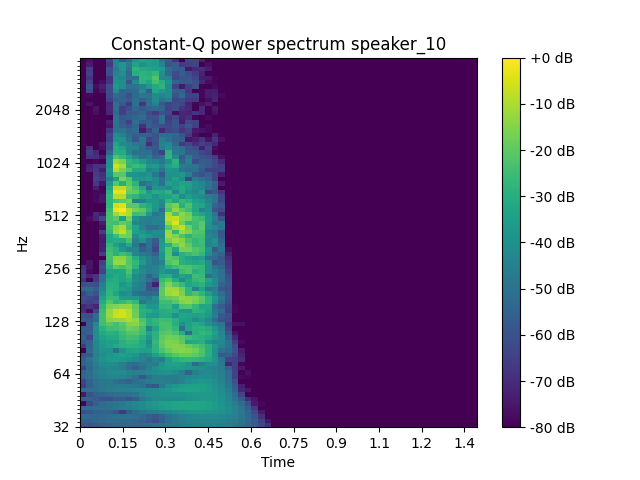 Constant-Q power spectrum speaker_10
Hz
2048
1024
512
256
128
64
32
0 0.15 0.3 0.45 0.6 0.75 0.9 1.1 1.2 1.4
Time
+0 dB
-10 dB
-20 dB
-30 dB
-40 dB
-50 dB
-60 dB
-70 dB
-80 dB